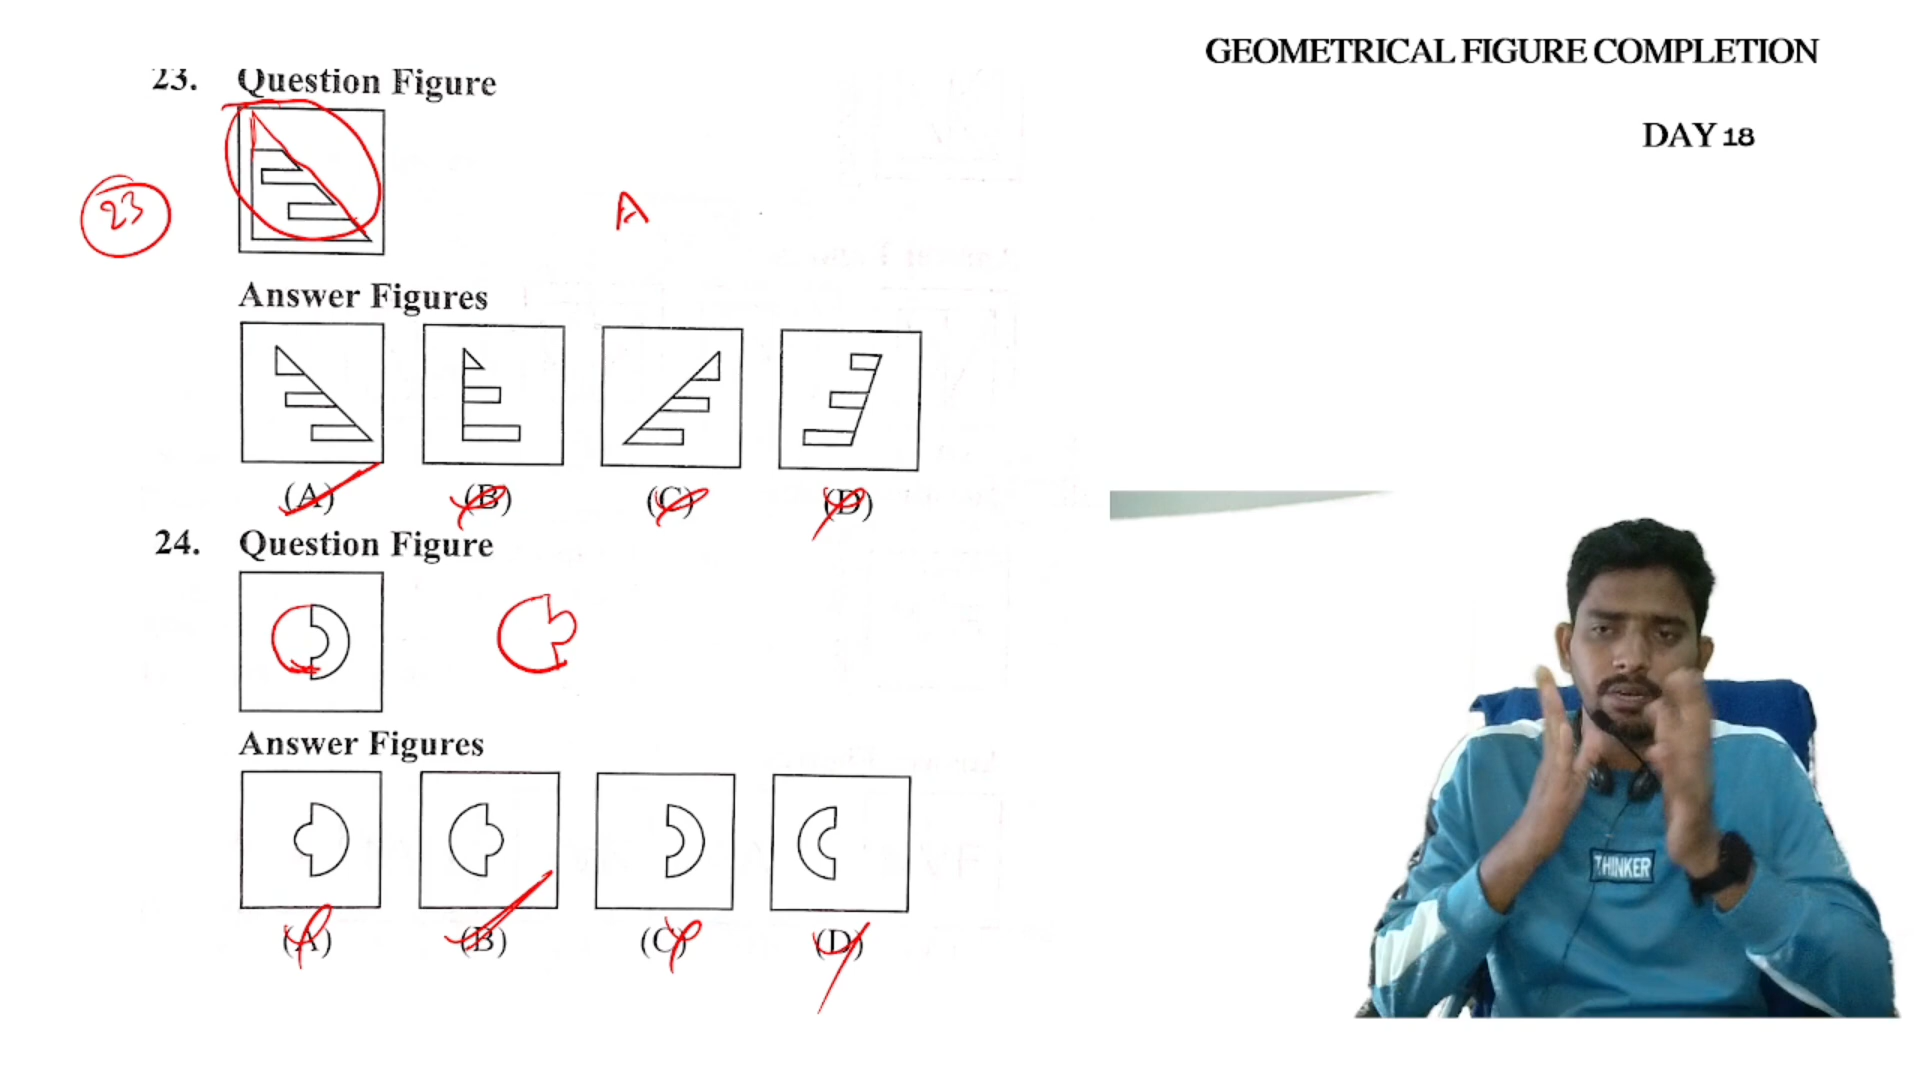 GEOMETRICAL FIGURE COMPLETION
DAY 18
23. Question Figure
23
A
Answer Figures
(A) (B) (C) (D)
24. Question Figure
Answer Figures
(A) (B) (C) (D)
THINKER